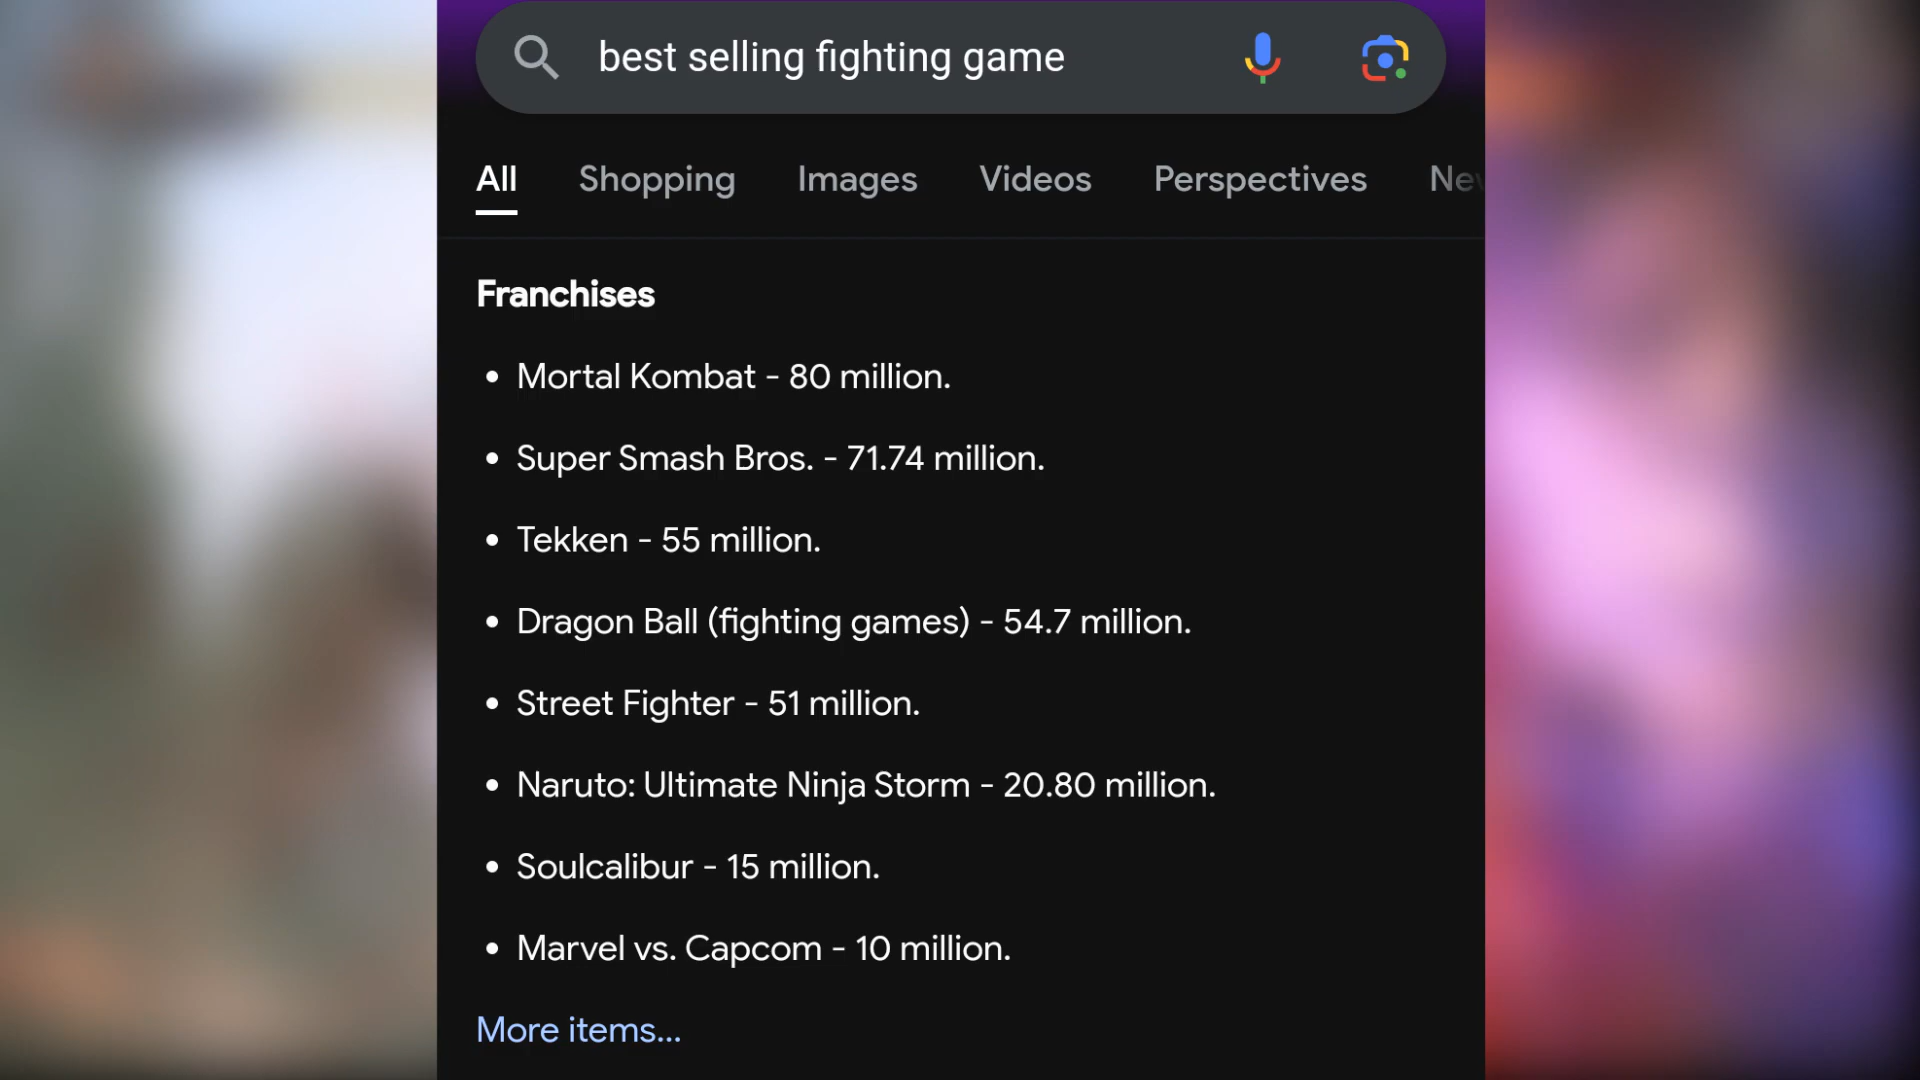 best selling fighting game
All Shopping Images Videos Perspectives
Franchises
• Mortal Kombat - 80 million.
• Super Smash Bros. - 71.74 million.
• Tekken - 55 million.
• Dragon Ball (fighting games) - 54.7 million.
• Street Fighter - 51 million.
• Naruto: Ultimate Ninja Storm - 20.80 million.
• Soulcalibur - 15 million.
• Marvel vs. Capcom - 10 million.
More items...